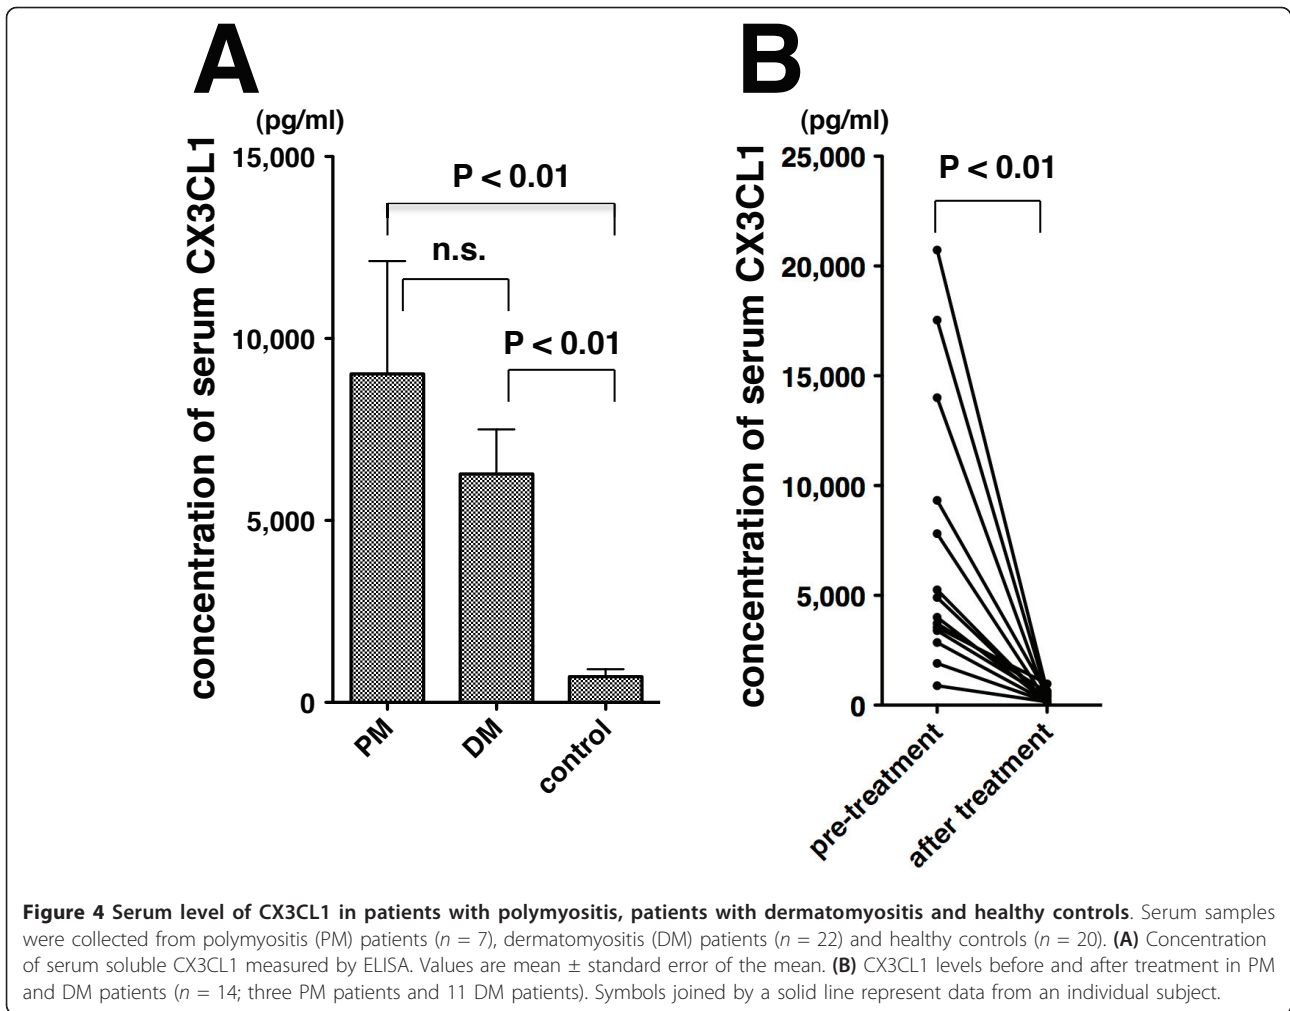 A
(pg/ml)
concentration of serum CX3CL1
15,000
10,000
5,000
0
P < 0.01
n.s.
P < 0.01
PM
DM
control
B
(pg/ml)
concentration of serum CX3CL1
25,000
20,000
15,000
10,000
5,000
0
P < 0.01
pre-treatment
after treatment
Figure 4 Serum level of CX3CL1 in patients with polymyositis, patients with dermatomyositis and healthy controls. Serum samples
were collected from polymyositis (PM) patients (n = 7), dermatomyositis (DM) patients (n = 22) and healthy controls (n = 20). (A) Concentration
of serum soluble CX3CL1 measured by ELISA. Values are mean ± standard error of the mean. (B) CX3CL1 levels before and after treatment in PM
and DM patients (n = 14; three PM patients and 11 DM patients). Symbols joined by a solid line represent data from an individual subject.